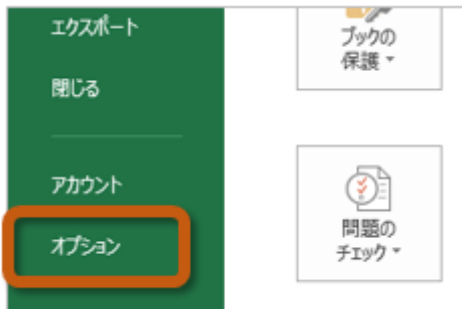 エクスポート
閉じる
アカウント
オプション
ブックの
保護
問題の
チェック